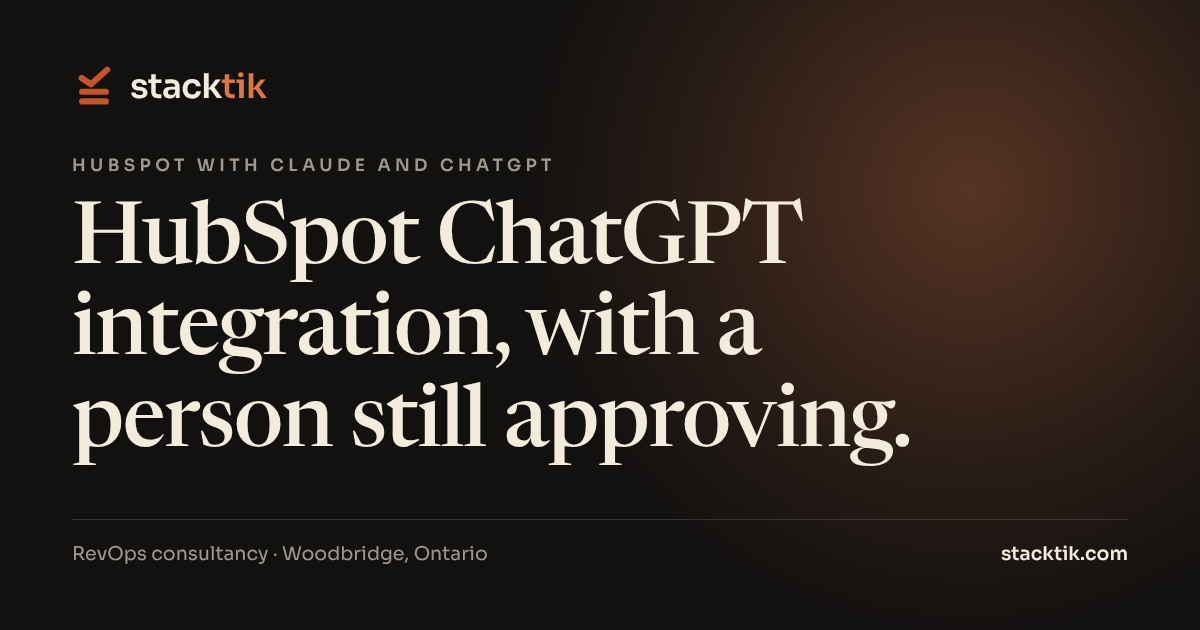 stacktik
HUBSPOT WITH CLAUDE AND CHATGPT
HubSpot ChatGPT
integration, with a
person still approving.
RevOps consultancy · Woodbridge, Ontario
stacktik.com